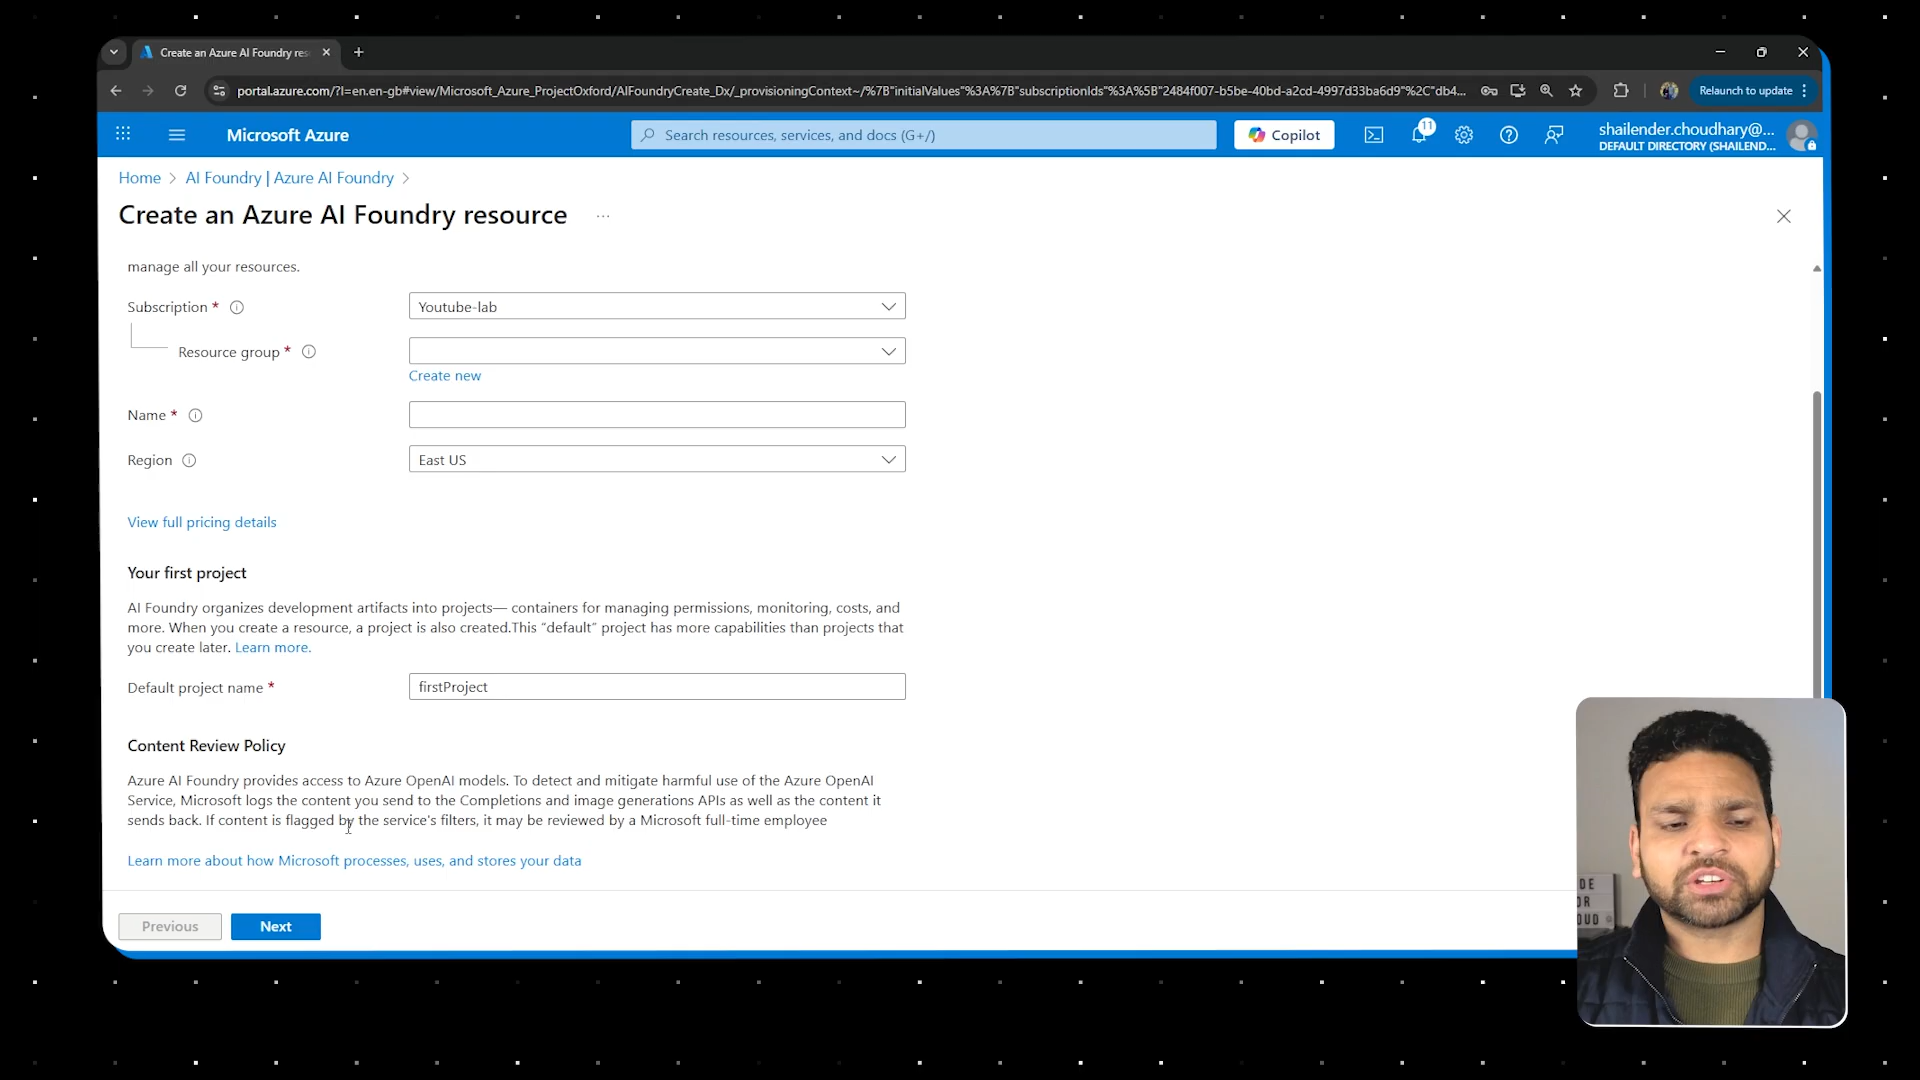 Create an Azure AI Foundry res
portal.azure.com/?l=en.en-gb#view/Microsoft_Azure_ProjectOxford/AIFoundryCreate_Dx/_provisioningContext~/%7B"initialValues"%3A%7B"subscriptionIds"%3A%5B"2484f007-b5be-40bd-a2cd-4997d33ba6d9"%2C"db4...
Relaunch to update
Microsoft Azure
Search resources, services, and docs (G+/)
Copilot
11
shailender.choudhary@...
DEFAULT DIRECTORY (SHAILEND...
Home > AI Foundry | Azure AI Foundry >
Create an Azure AI Foundry resource ...
manage all your resources.
Subscription *
Youtube-lab
Resource group *
Create new
Name *
Region
East US
View full pricing details
Your first project
AI Foundry organizes development artifacts into projects— containers for managing permissions, monitoring, costs, and
more. When you create a resource, a project is also created.This “default” project has more capabilities than projects that
you create later. Learn more.
Default project name *
firstProject
Content Review Policy
Azure AI Foundry provides access to Azure OpenAI models. To detect and mitigate harmful use of the Azure OpenAI
Service, Microsoft logs the content you send to the Completions and image generations APIs as well as the content it
sends back. If content is flagged by the service's filters, it may be reviewed by a Microsoft full-time employee
Learn more about how Microsoft processes, uses, and stores your data
Previous
Next
DE
OR
OUD